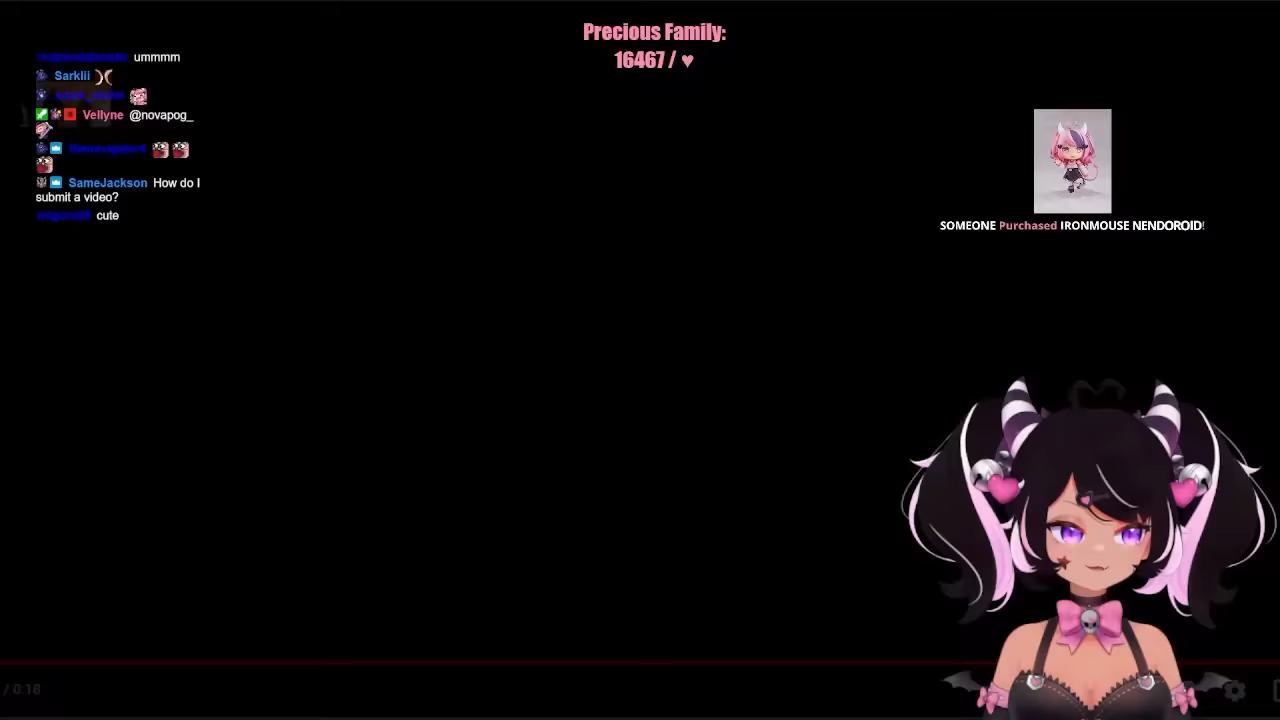 Precious Family:
16467 / ♥
ummmm
Sarklii
Vellyne @novapog_
SameJackson How do I
submit a video?
cute
SOMEONE Purchased IRONMOUSE NENDOROID!
/ 0:18